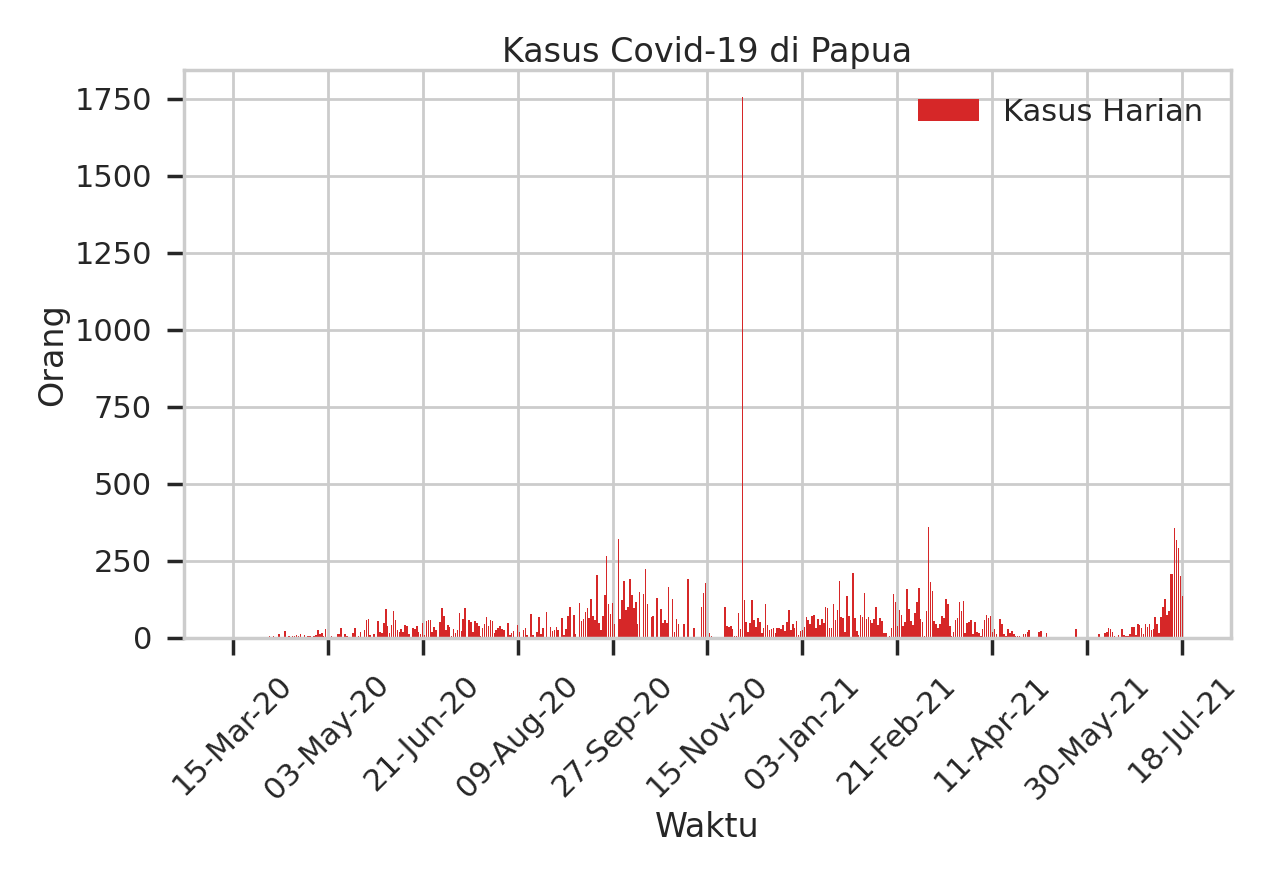 Kasus Covid-19 di Papua
Kasus Harian
1750
1500
1250
1000
750
500
250
0
Orang
15-Mar-20
03-May-20
21-Jun-20
09-Aug-20
27-Sep-20
15-Nov-20
03-Jan-21
21-Feb-21
11-Apr-21
30-May-21
18-Jul-21
Waktu